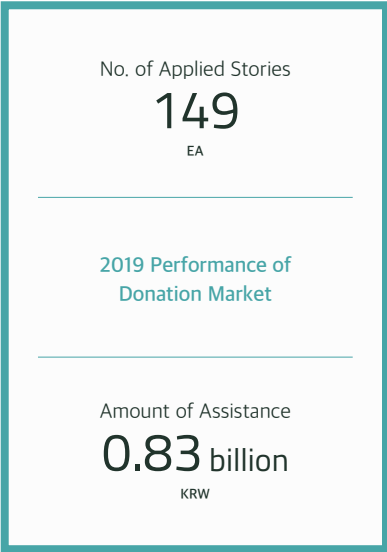 No. of Applied Stories
149
EA
2019 Performance of
Donation Market
Amount of Assistance
0.83 billion
KRW